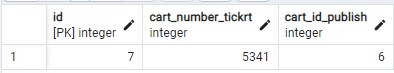 id cart_number_tickrt cart_id_publish
[PK] integer integer integer
1 7 5341 6